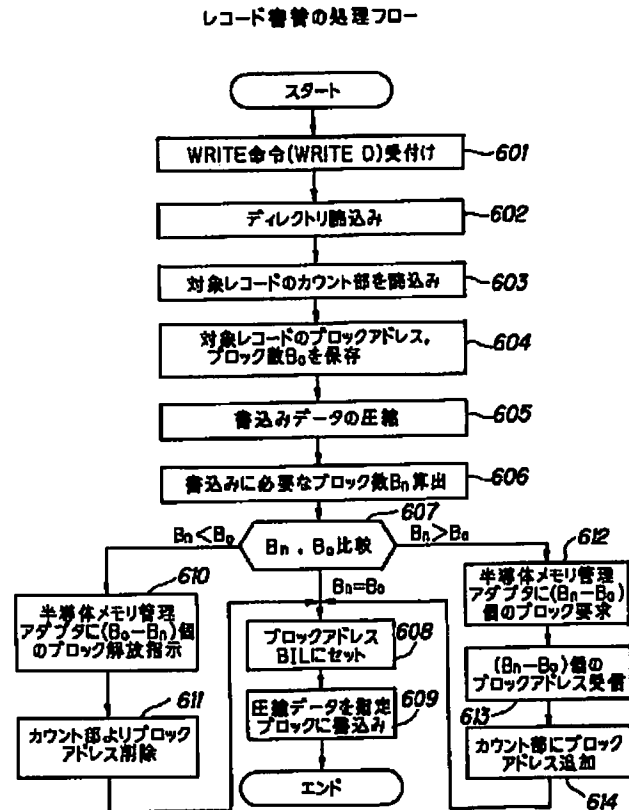 レコード書替の処理フロー
スタート
WRITE命令(WRITE D)受付け
601
ディレクトリ読込み
602
対象レコードのカウント部を読込み
603
対象レコードのブロックアドレス,
ブロック数B₀を保存
604
書込みデータの圧縮
605
書込みに必要なブロック数Bn算出
606
607
Bn<B₀
Bn , B₀比較
Bn>B₀
Bn=B₀
610
半導体メモリ管理
アダプタに(B₀-Bn)個
のブロック解放指示
611
カウント部よりブロック
アドレス削除
ブロックアドレス
BILにセット
608
圧縮データを指定
ブロックに書込み
609
エンド
612
半導体メモリ管理
アダプタに(Bn-B₀)
個のブロック要求
(Bn-B₀)個の
ブロックアドレス受信
613
カウント部にブロック
アドレス追加
614